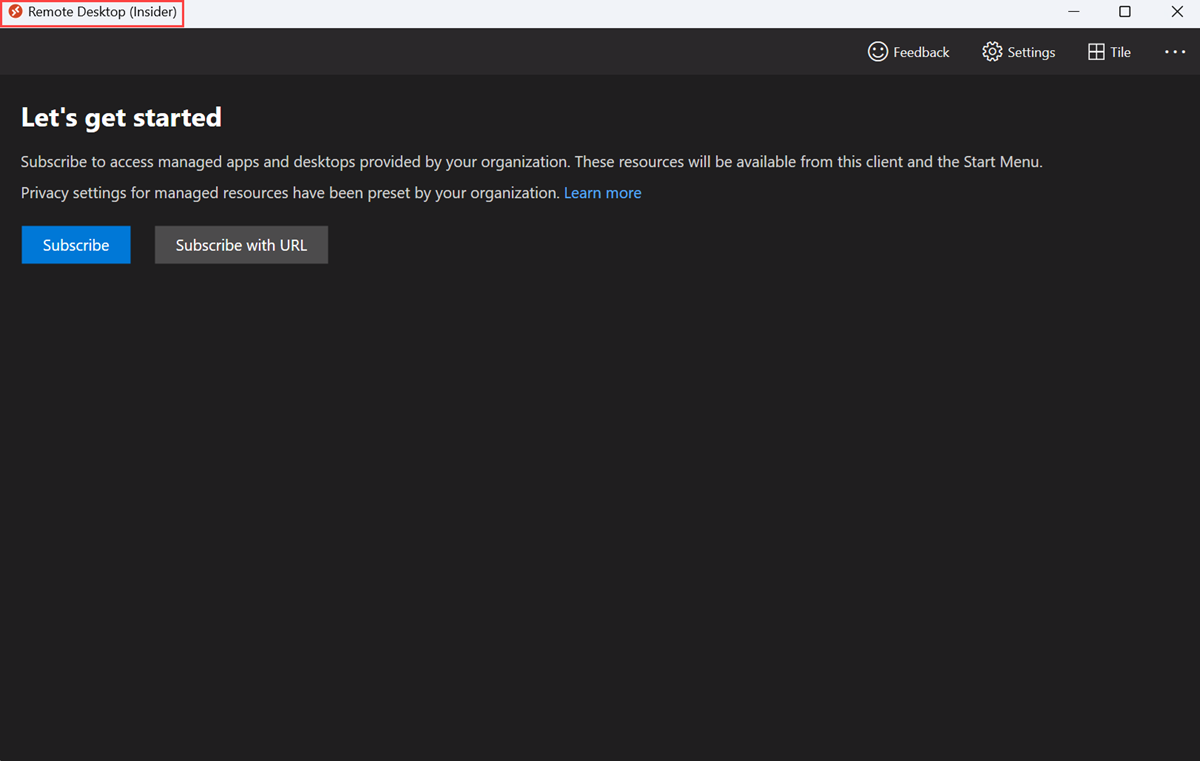 Remote Desktop (Insider)
Feedback
Settings
Tile
Let's get started
Subscribe to access managed apps and desktops provided by your organization. These resources will be available from this client and the Start Menu.
Privacy settings for managed resources have been preset by your organization. Learn more
Subscribe
Subscribe with URL